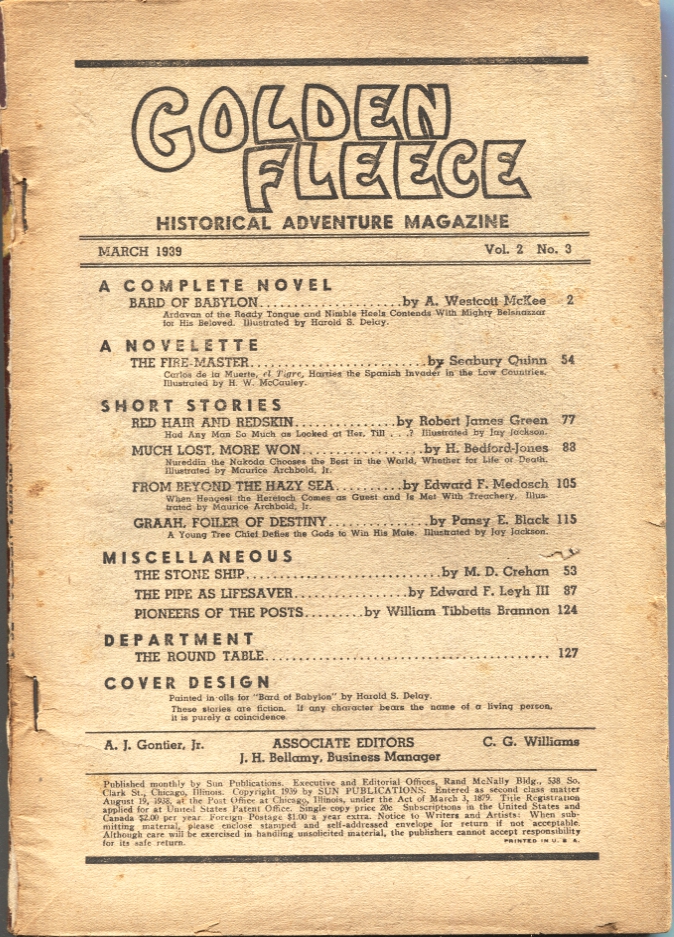 GOLDEN
FLEECE
HISTORICAL ADVENTURE MAGAZINE
MARCH 1939 Vol. 2 No. 3
A COMPLETE NOVEL
BARD OF BABYLON......................by A. Westcott McKee 2
Ardavan of the Ready Tongue and Nimble Heels Contends With Mighty Belshazzar
for His Beloved. Illustrated by Harold S. Delay.
A NOVELETTE
THE FIRE-MASTER............................by Seabury Quinn 54
Carlos de la Muerte, el Tigre, Harries the Spanish Invader in the Low Countries.
Illustrated by H. W. McCauley.
SHORT STORIES
RED HAIR AND REDSKIN................by Robert James Green 77
Had Any Man So Much as Looked at Her, Till . . .? Illustrated by Jay Jackson.
MUCH LOST, MORE WON...................by H. Bedford-Jones 83
Nureddin the Nakoda Chooses the Best in the World, Whether for Life or Death.
Illustrated by Maurice Archbold, Jr.
FROM BEYOND THE HAZY SEA..........by Edward F. Medosch 105
When Hengest the Heretoch Comes as Guest and Is Met With Treachery. Illus-
trated by Maurice Archbold, Jr.
GRAAH, FOILER OF DESTINY...............by Pansy E. Black 115
A Young Tree Chief Defies the Gods to Win His Mate. Illustrated by Jay Jackson.
MISCELLANEOUS
THE STONE SHIP..............................by M. D. Crehan 53
THE PIPE AS LIFESAVER.................by Edward F. Leyh III 87
PIONEERS OF THE POSTS.........by William Tibbetts Brannon 124
DEPARTMENT
THE ROUND TABLE............................................ 127
COVER DESIGN
Painted in oils for "Bard of Babylon" by Harold S. Delay.
These stories are fiction. If any character bears the name of a living person,
it is purely a coincidence.
A. J. Gontier, Jr. ASSOCIATE EDITORS C. G. Williams
J. H. Bellamy, Business Manager
Published monthly by Sun Publications. Executive and Editorial Offices, Rand McNally Bldg., 538 So.
Clark St., Chicago, Illinois. Copyright 1939 by SUN PUBLICATIONS. Entered as second class matter
August 19, 1938, at the Post Office at Chicago, Illinois, under the Act of March 3, 1879. Title Registration
applied for at United States Patent Office. Single copy price 20c. Subscriptions in the United States and
Canada $2.00 per year. Foreign Postage $1.00 a year extra. Notice to Writers and Artists: When sub-
mitting material, please enclose stamped and self-addressed envelope for return if not acceptable.
Although care will be exercised in handling unsolicited material, the publishers cannot accept responsibility
for its safe return. PRINTED IN U. S. A.